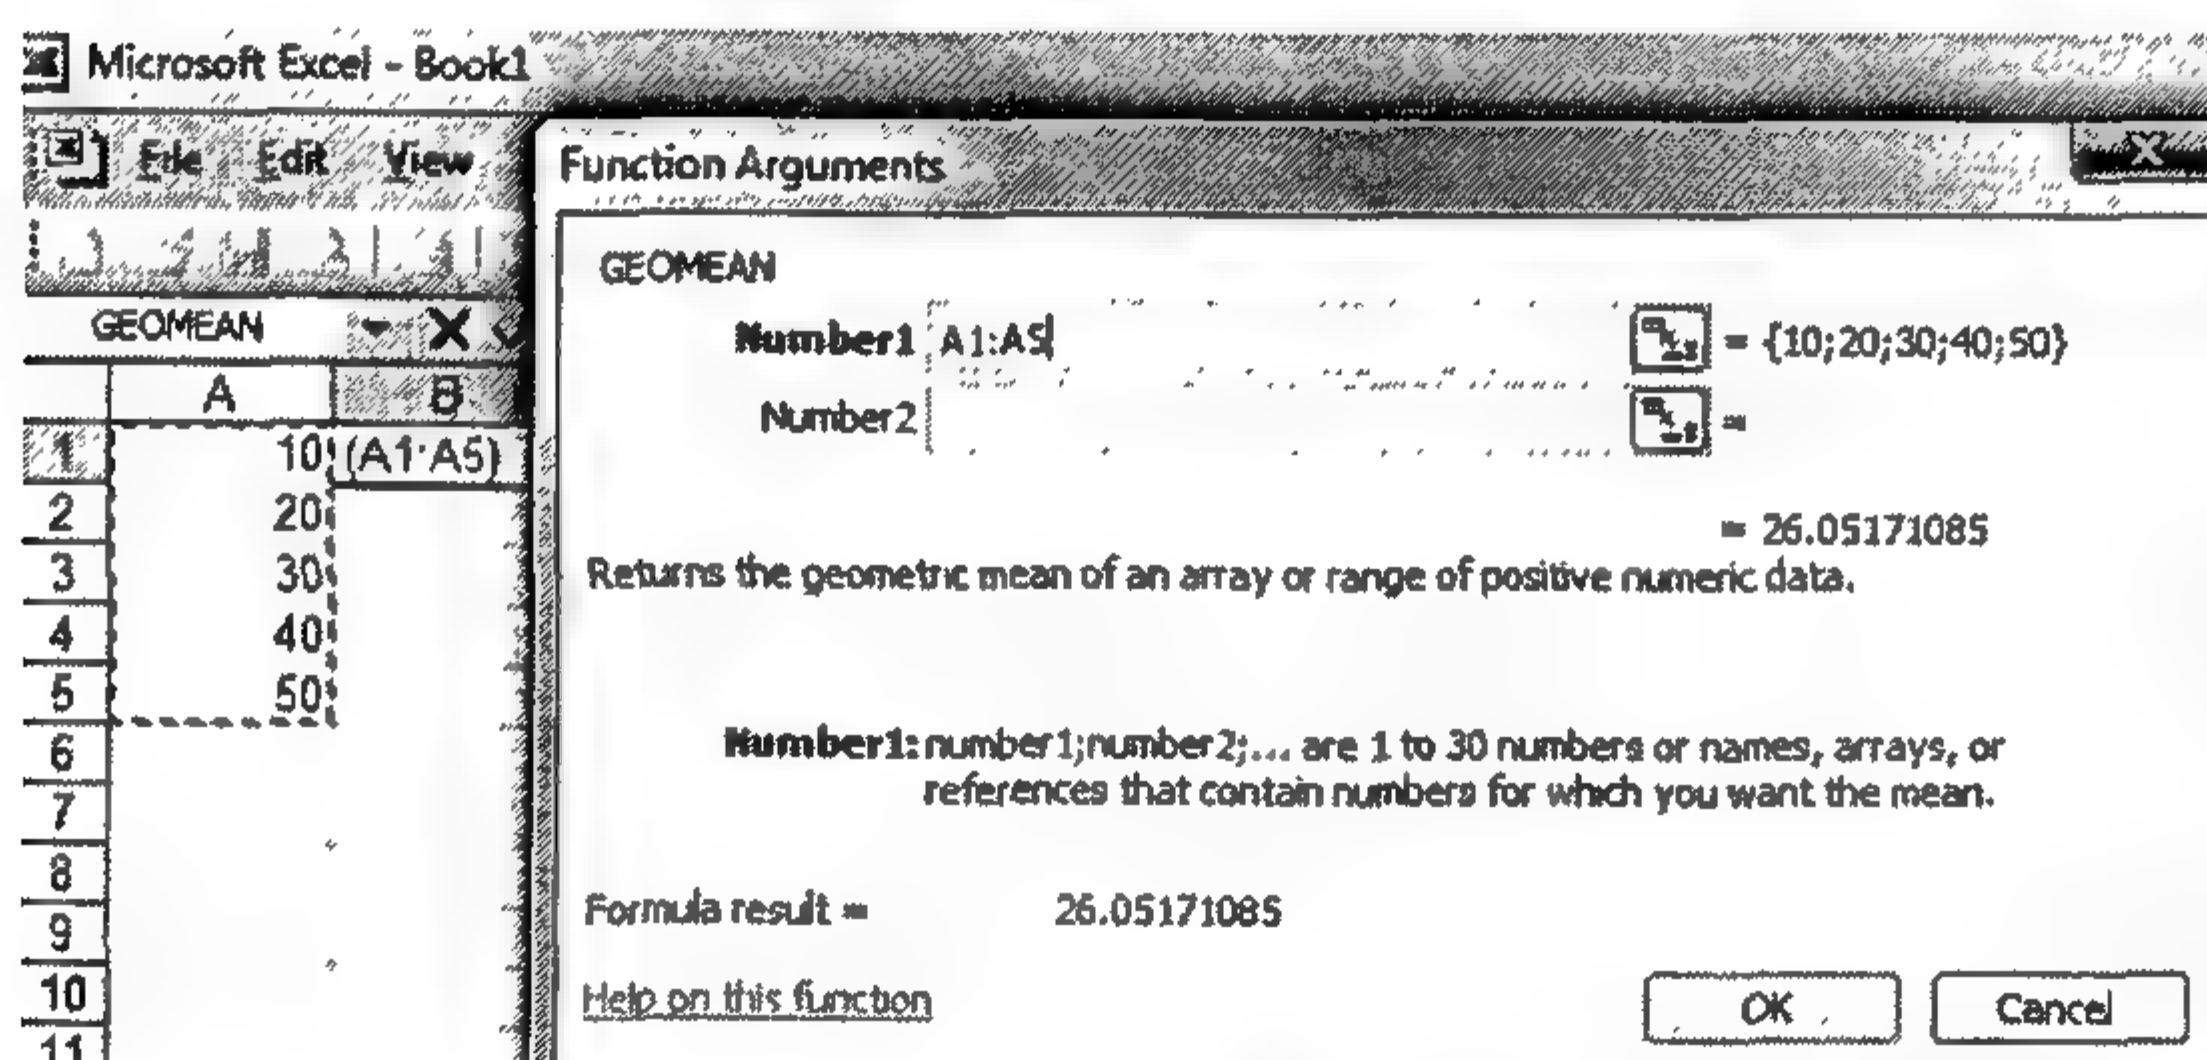 Microsoft Excel - Book1
File Edit View
Function Arguments X
GEOMEAN
GEOMEAN X
Number1 A1:A5 = {10;20;30;40;50}
Number2 =
A B
1 10 (A1:A5)
2 20
3 30
4 40
5 50
6
7
8
9
10
11
= 26.05171085
Returns the geometric mean of an array or range of positive numeric data.
Number1: number1;number2;... are 1 to 30 numbers or names, arrays, or
references that contain numbers for which you want the mean.
Formula result = 26.05171085
Help on this function
OK Cancel